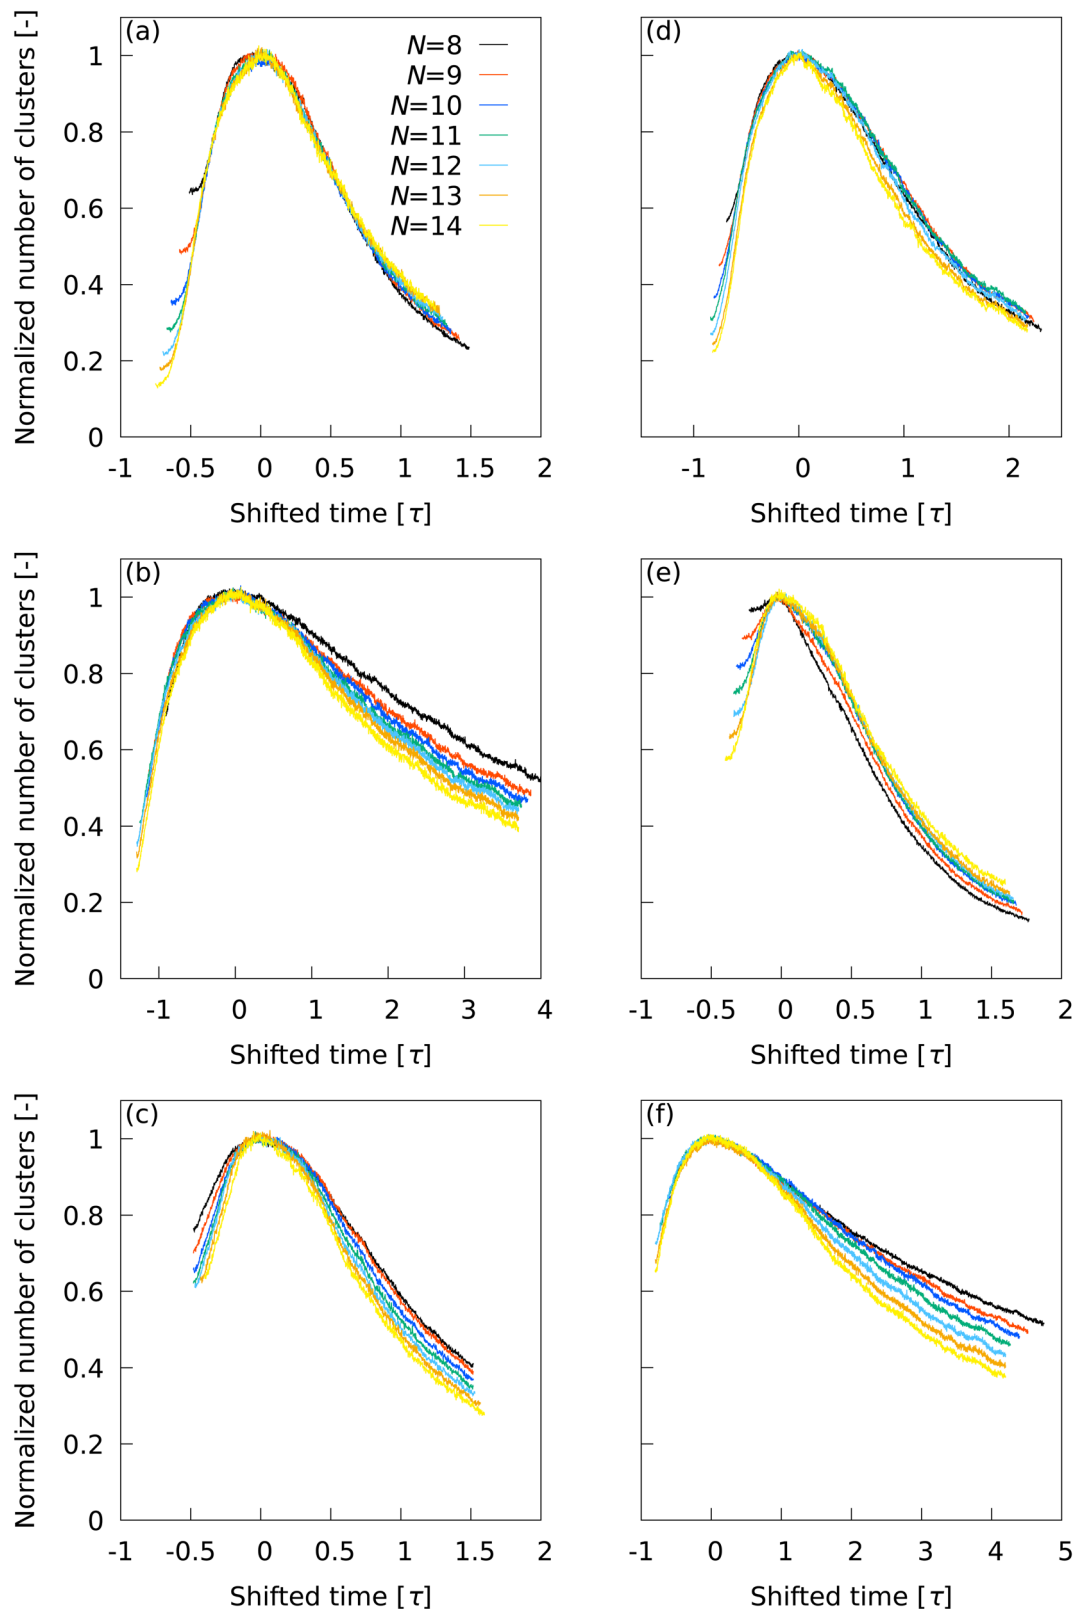 (a)
Normalized number of clusters [-]
1
0.8
0.6
0.4
0.2
0
N=8
N=9
N=10
N=11
N=12
N=13
N=14
-1 -0.5 0 0.5 1 1.5 2
Shifted time [τ]
(d)
-1 0 1 2
Shifted time [τ]
(b)
Normalized number of clusters [-]
1
0.8
0.6
0.4
0.2
0
-1 0 1 2 3 4
Shifted time [τ]
(e)
-1 -0.5 0 0.5 1 1.5 2
Shifted time [τ]
(c)
Normalized number of clusters [-]
1
0.8
0.6
0.4
0.2
0
-1 -0.5 0 0.5 1 1.5 2
Shifted time [τ]
(f)
-1 0 1 2 3 4 5
Shifted time [τ]